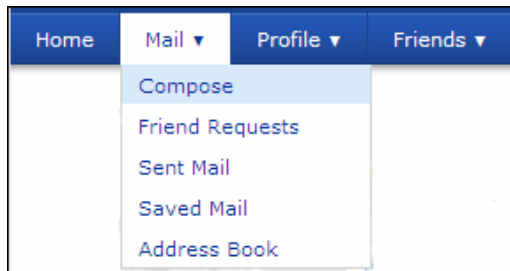 Home Mail ▾ Profile ▾ Friends ▾
Compose
Friend Requests
Sent Mail
Saved Mail
Address Book